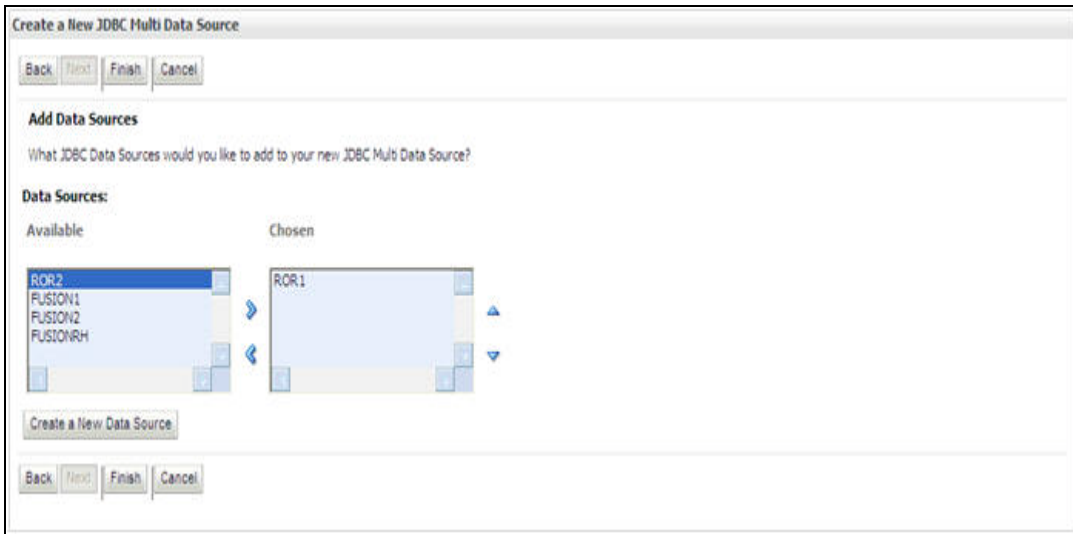 Create a New JDBC Multi Data Source
Back Next Finish Cancel
Add Data Sources
What JDBC Data Sources would you like to add to your new JDBC Multi Data Source?
Data Sources:
Available Chosen
ROR2 ROR1
FUSION1
FUSION2
FUSIONRH
Create a New Data Source
Back Next Finish Cancel